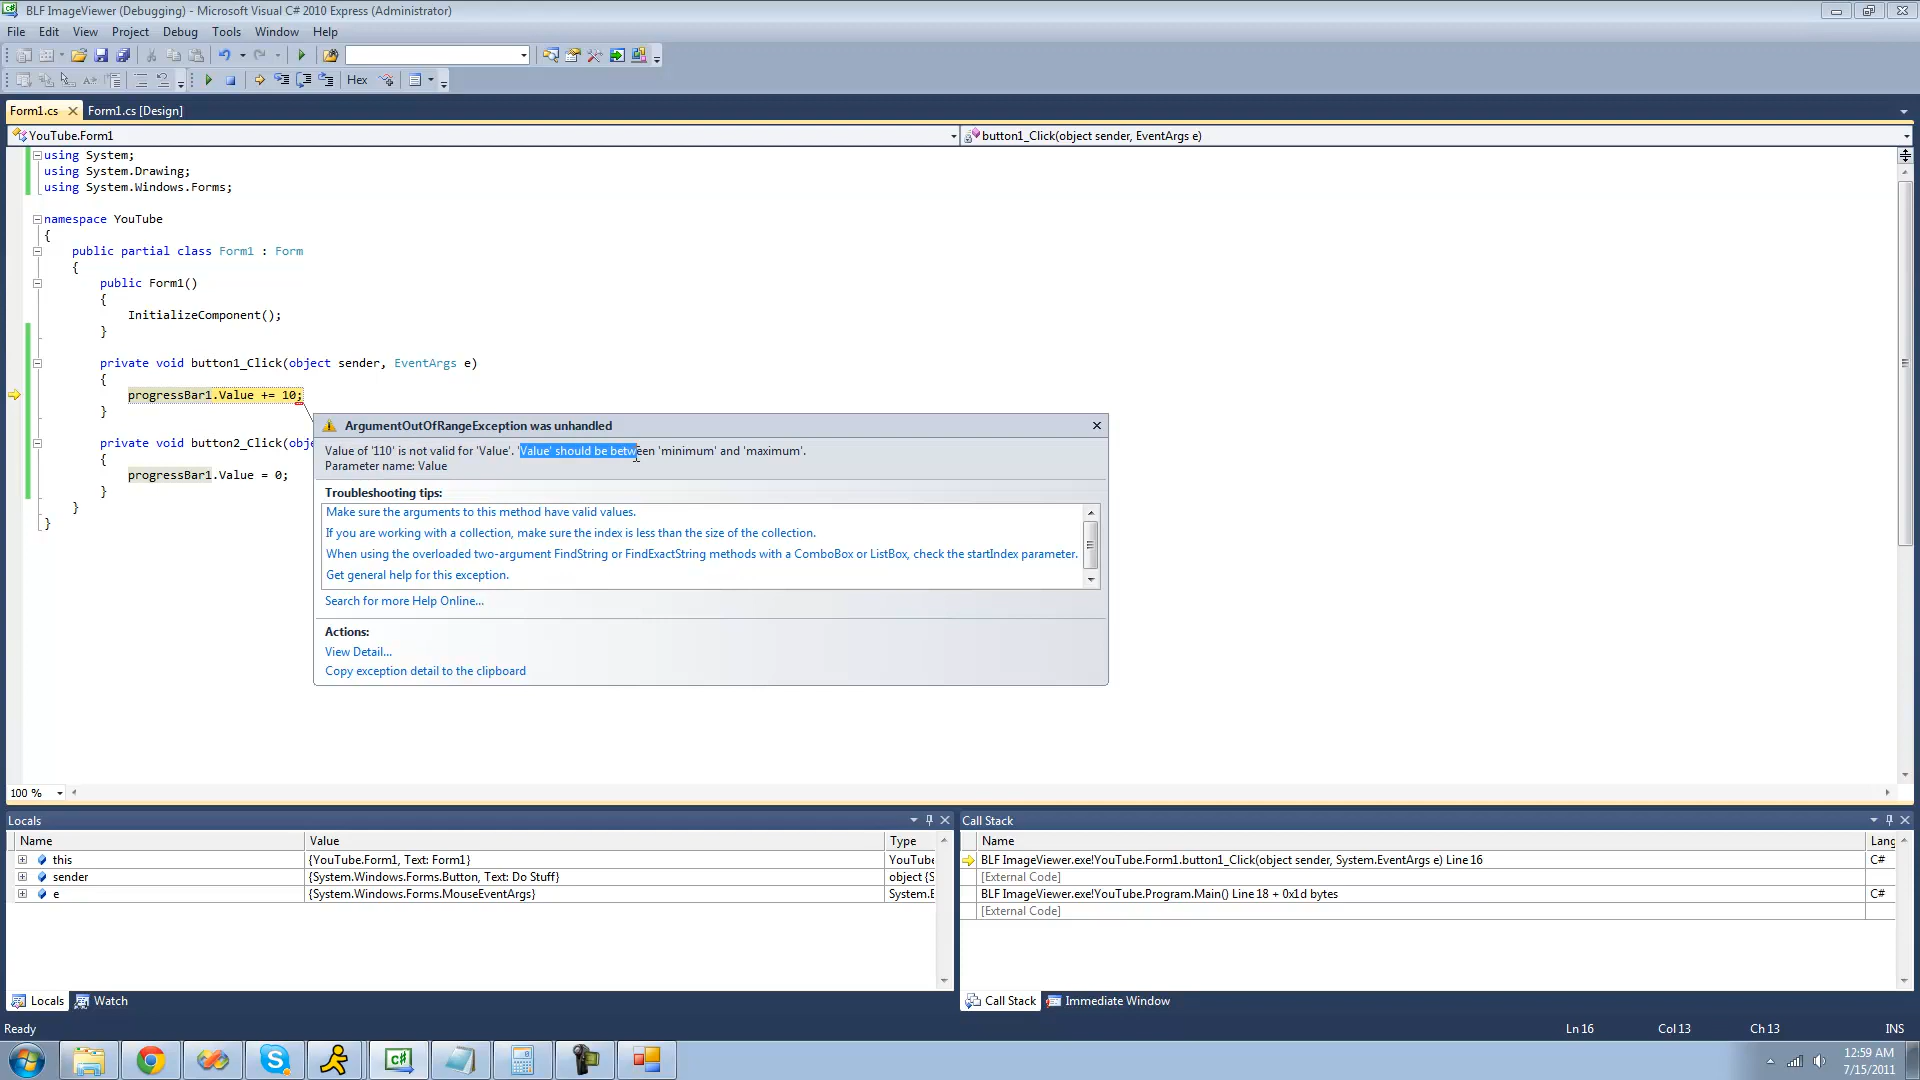 BLF ImageViewer (Debugging) - Microsoft Visual C# 2010 Express (Administrator)
File Edit View Project Debug Tools Window Help
Hex
Form1.cs Form1.cs [Design]
YouTube.Form1 button1_Click(object sender, EventArgs e)
using System;
using System.Drawing;
using System.Windows.Forms;
namespace YouTube
{
public partial class Form1 : Form
{
public Form1()
{
InitializeComponent();
}
private void button1_Click(object sender, EventArgs e)
{
progressBar1.Value += 10;
}
private void button2_Click(obje
{
progressBar1.Value = 0;
}
}
}
ArgumentOutOfRangeException was unhandled
Value of '110' is not valid for 'Value'. 'Value' should be between 'minimum' and 'maximum'.
Parameter name: Value
Troubleshooting tips:
Make sure the arguments to this method have valid values.
If you are working with a collection, make sure the index is less than the size of the collection.
When using the overloaded two-argument FindString or FindExactString methods with a ComboBox or ListBox, check the startIndex parameter.
Get general help for this exception.
Search for more Help Online...
Actions:
View Detail...
Copy exception detail to the clipboard
100 %
Locals
Name Value Type
this {YouTube.Form1, Text: Form1} YouTube
sender {System.Windows.Forms.Button, Text: Do Stuff} object {S
e {System.Windows.Forms.MouseEventArgs} System.E
Locals Watch
Call Stack
Name Lang
BLF ImageViewer.exe!YouTube.Form1.button1_Click(object sender, System.EventArgs e) Line 16 C#
[External Code]
BLF ImageViewer.exe!YouTube.Program.Main() Line 18 + 0x1d bytes C#
[External Code]
Call Stack Immediate Window
Ready Ln 16 Col 13 Ch 13 INS
12:59 AM
7/15/2011